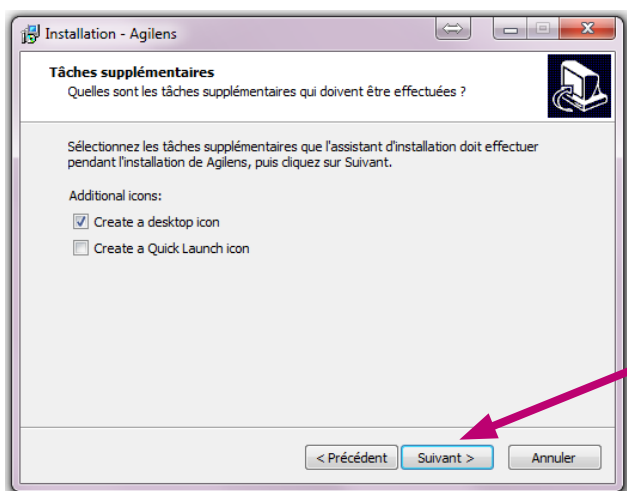 Installation - Agilens
Tâches supplémentaires
Quelles sont les tâches supplémentaires qui doivent être effectuées ?
Sélectionnez les tâches supplémentaires que l'assistant d'installation doit effectuer
pendant l'installation de Agilens, puis cliquez sur Suivant.
Additional icons:
Create a desktop icon
Create a Quick Launch icon
< Précédent Suivant > Annuler